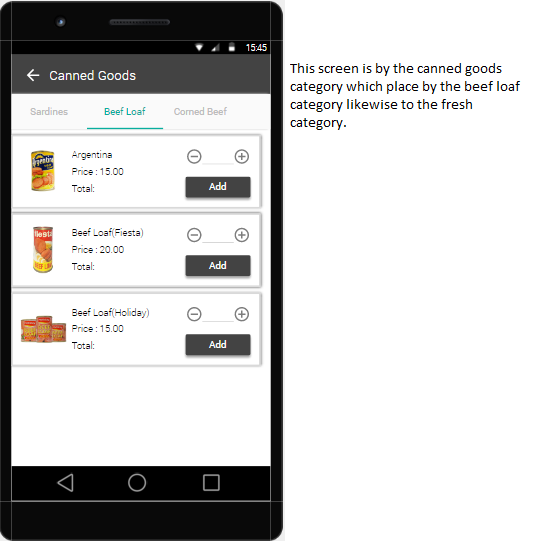 15:45
Canned Goods
Sardines Beef Loaf Corned Beef
Argentina
Price : 15.00
Total:
Add
Beef Loaf(Fiesta)
Price : 20.00
Total:
Add
Beef Loaf(Holiday)
Price : 15.00
Total:
Add
This screen is by the canned goods
category which place by the beef loaf
category likewise to the fresh
category.